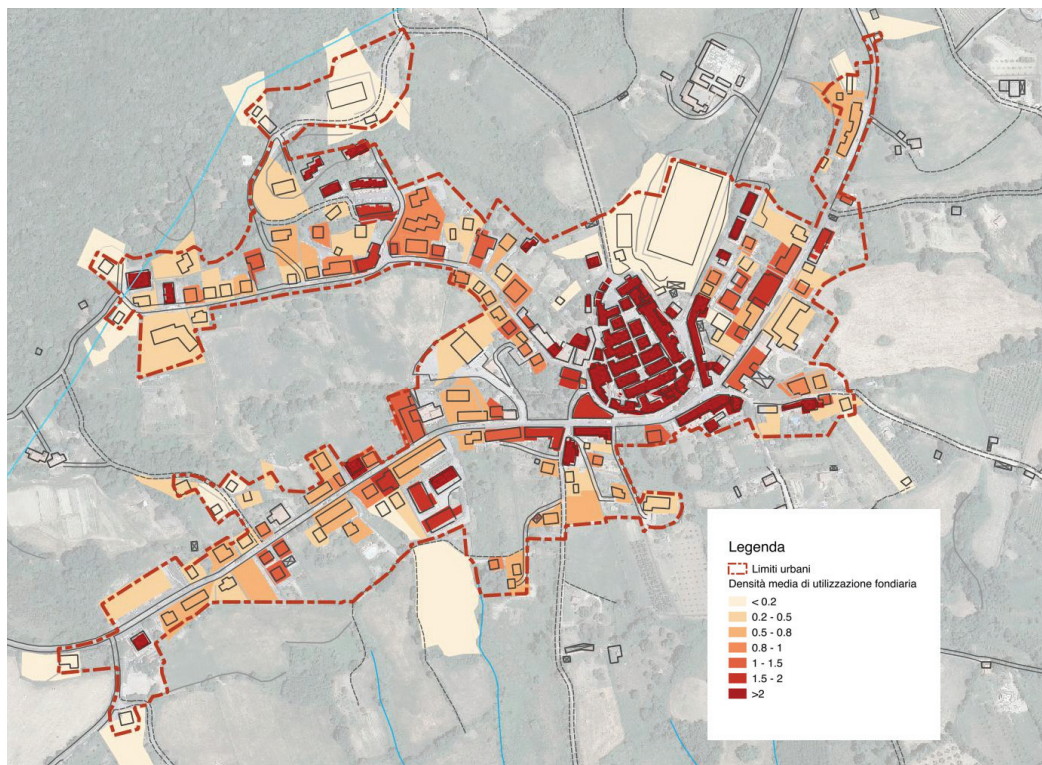 Legenda
Limiti urbani
Densità media di utilizzazione fondiaria
< 0.2
0.2 - 0.5
0.5 - 0.8
0.8 - 1
1 - 1.5
1.5 - 2
>2